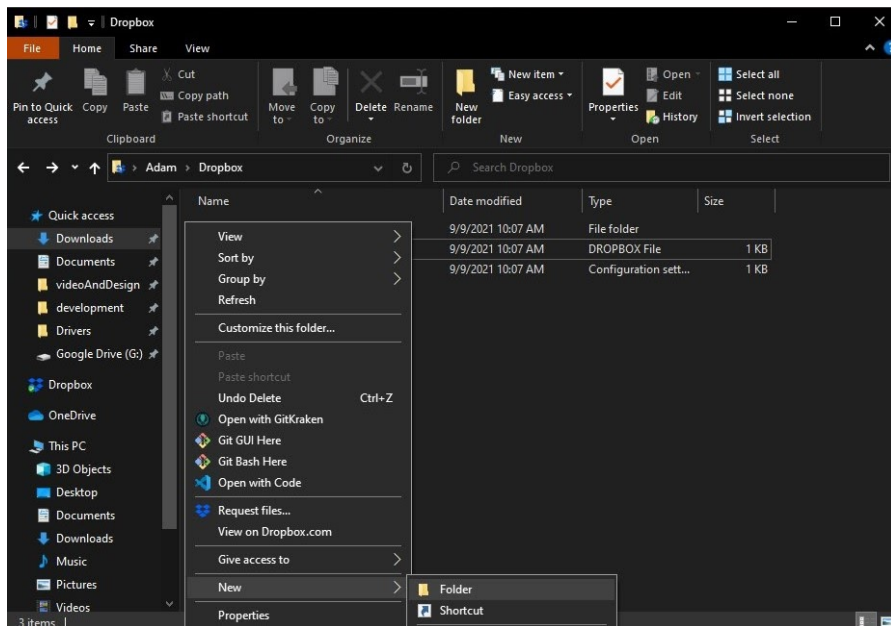 Dropbox
File Home Share View
Pin to Quick access
Copy
Paste
Cut
Copy path
Paste shortcut
Move to
Copy to
Delete
Rename
New folder
New item
Easy access
Properties
Open
Edit
History
Select all
Select none
Invert selection
Clipboard Organize New Open Select
Adam > Dropbox
Search Dropbox
Name Date modified Type Size
9/9/2021 10:07 AM File folder
9/9/2021 10:07 AM DROPBOX File 1 KB
9/9/2021 10:07 AM Configuration sett... 1 KB
Quick access
Downloads
Documents
videoAndDesign
development
Drivers
Google Drive (G:)
Dropbox
OneDrive
This PC
3D Objects
Desktop
Documents
Downloads
Music
Pictures
Videos
3 items
View
Sort by
Group by
Refresh
Customize this folder...
Paste
Paste shortcut
Undo Delete Ctrl+Z
Open with GitKraken
Git GUI Here
Git Bash Here
Open with Code
Request files...
View on Dropbox.com
Give access to
New
Properties
Folder
Shortcut